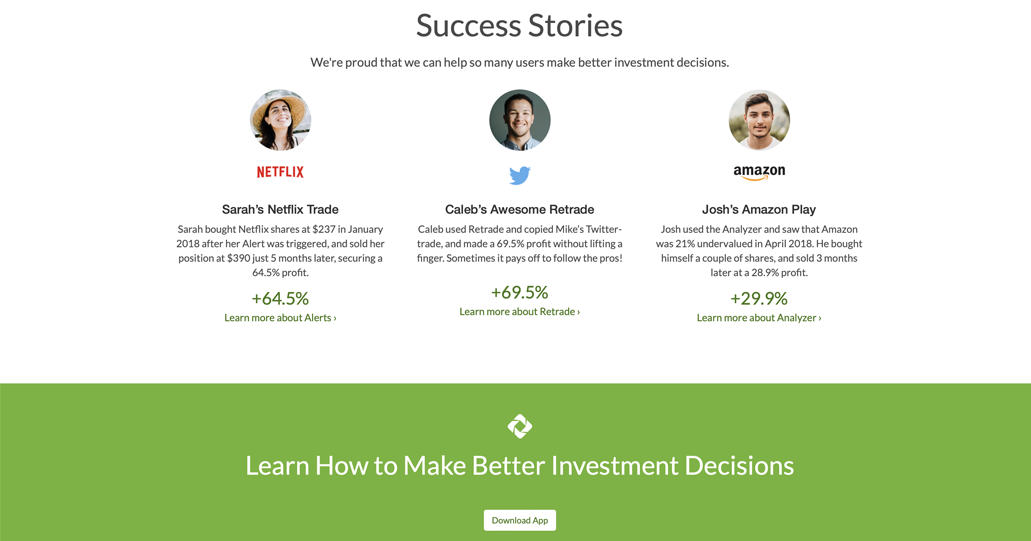 Success Stories
We're proud that we can help so many users make better investment decisions.
NETFLIX
Sarah's Netflix Trade
Sarah bought Netflix shares at $237 in January
2018 after her Alert was triggered, and sold her
position at $390 just 5 months later, securing a
64.5% profit.
+64.5%
Learn more about Alerts ›
Caleb's Awesome Retrade
Caleb used Retrade and copied Mike's Twitter-
trade, and made a 69.5% profit without lifting a
finger. Sometimes it pays off to follow the pros!
+69.5%
Learn more about Retrade ›
amazon
Josh's Amazon Play
Josh used the Analyzer and saw that Amazon
was 21% undervalued in April 2018. He bought
himself a couple of shares, and sold 3 months
later at a 28.9% profit.
+29.9%
Learn more about Analyzer ›
Learn How to Make Better Investment Decisions
Download App